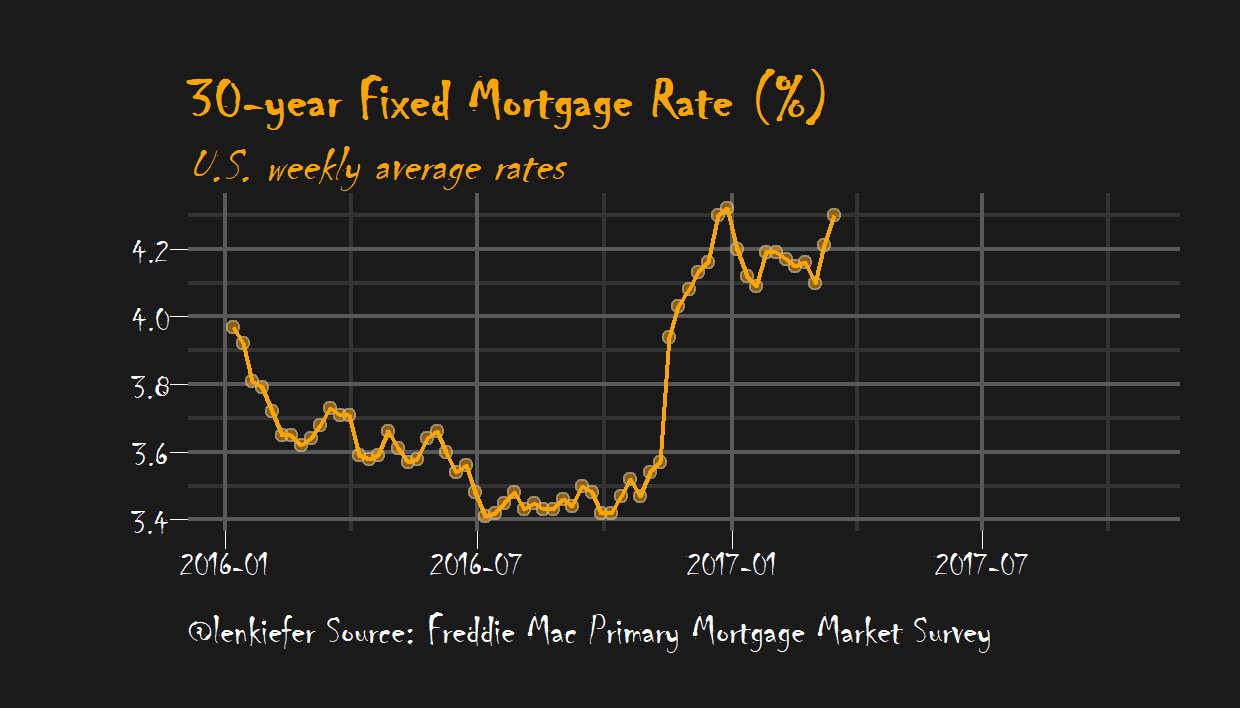 30-year Fixed Mortgage Rate (%)
U.S. weekly average rates
4.2
4.0
3.8
3.6
3.4
2016-01 2016-07 2017-01 2017-07
@lenkiefer Source: Freddie Mac Primary Mortgage Market Survey